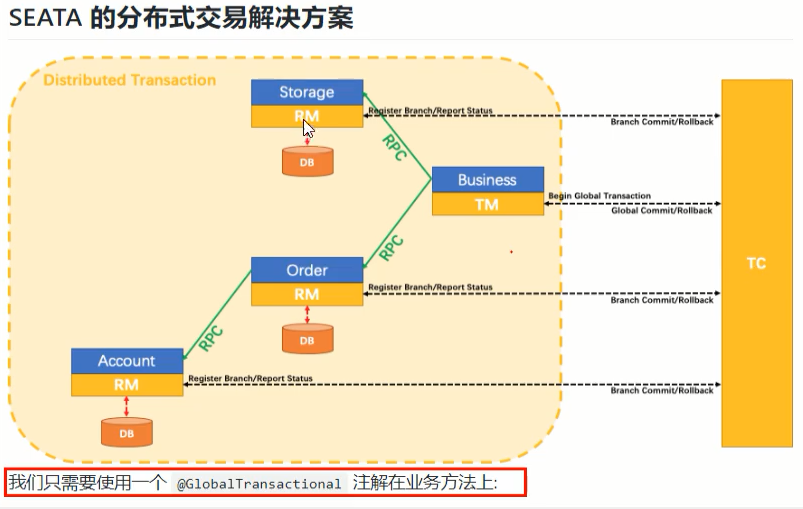 SEATA 的分布式交易解决方案
Distributed Transaction
Storage
RM
DB
Register Branch/Report Status
Branch Commit/Rollback
RPC
Business
TM
Begin Global Transaction
Global Commit/Rollback
TC
RPC
Order
RM
DB
Register Branch/Report Status
Branch Commit/Rollback
RPC
Account
RM
DB
Register Branch/Report Status
Branch Commit/Rollback
我们只需要使用一个 @GlobalTransactional 注解在业务方法上: